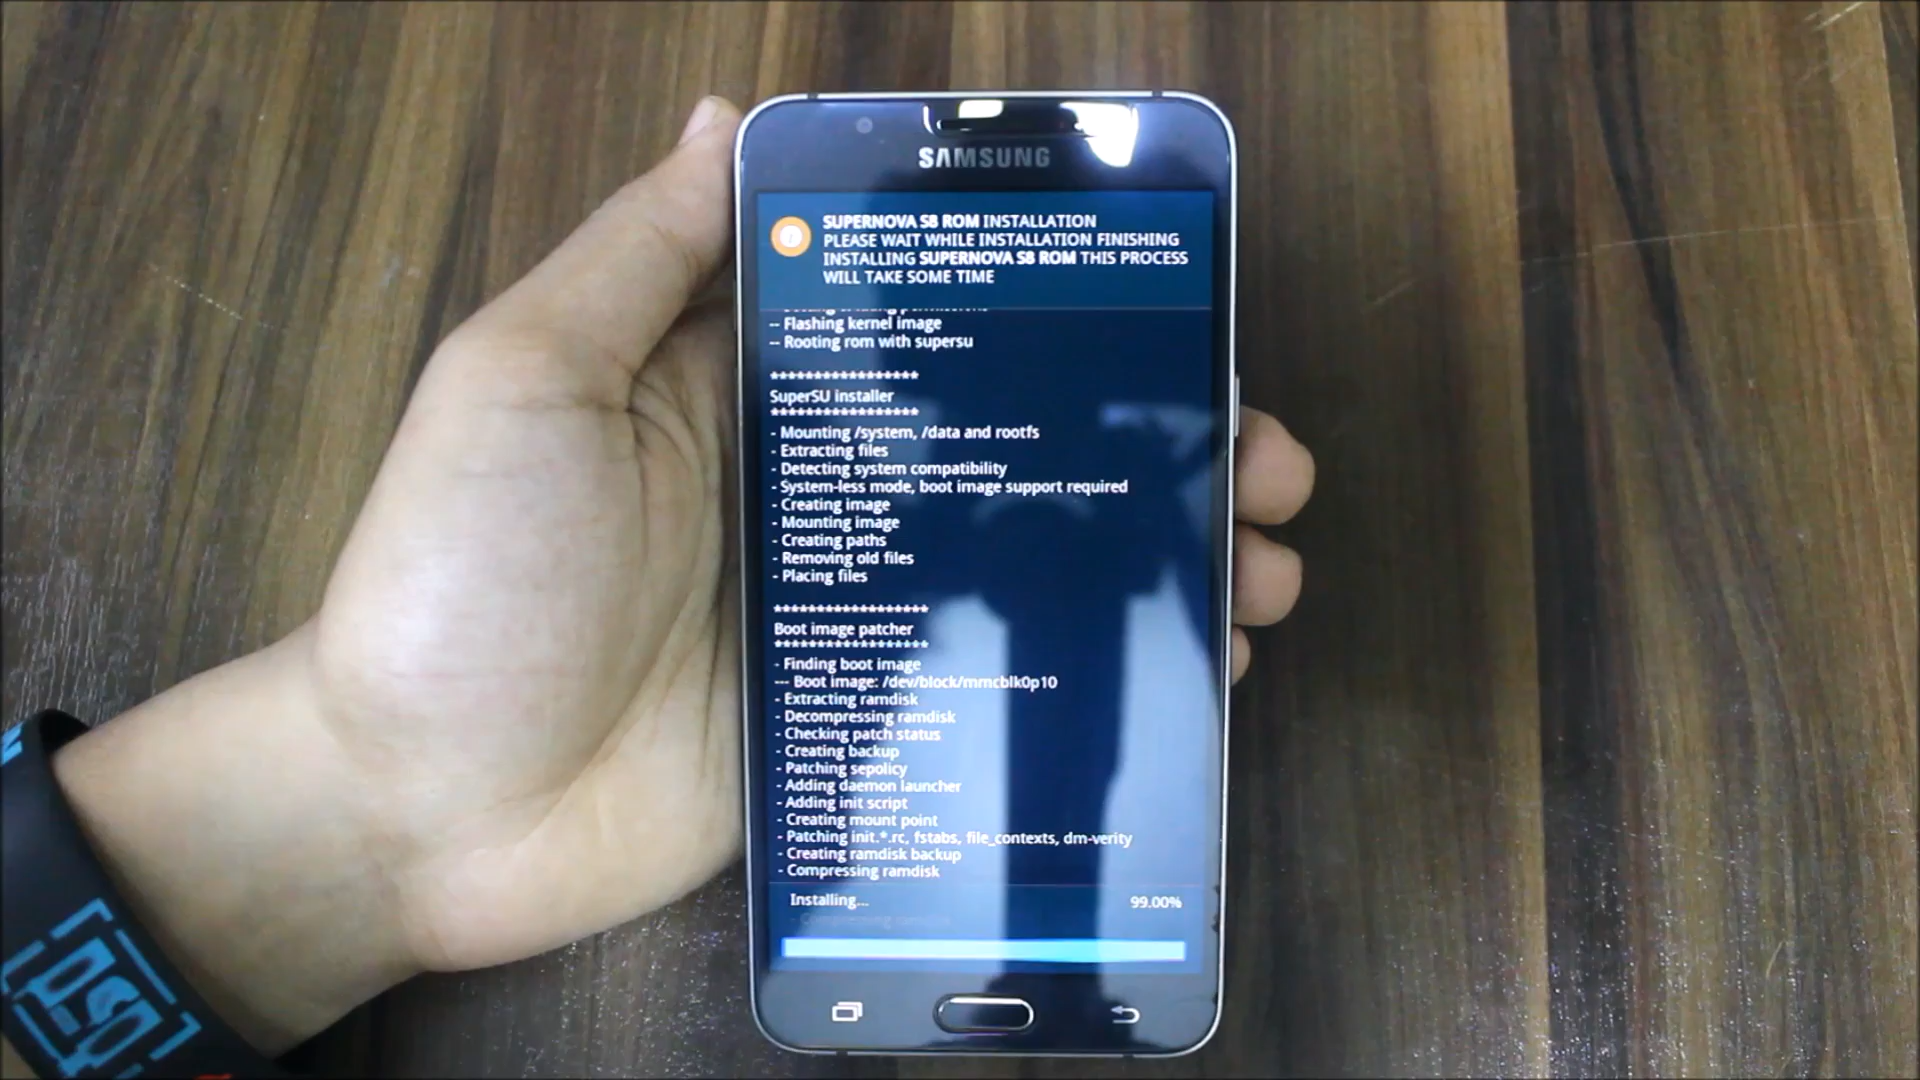 SAMSUNG
SUPERNOVA S8 ROM INSTALLATION
PLEASE WAIT WHILE INSTALLATION FINISHING
INSTALLING SUPERNOVA S8 ROM THIS PROCESS
WILL TAKE SOME TIME
-- Flashing kernel image
-- Rooting rom with supersu
*****************
SuperSU installer
*****************
- Mounting /system, /data and rootfs
- Extracting files
- Detecting system compatibility
- System-less mode, boot image support required
- Creating image
- Mounting image
- Creating paths
- Removing old files
- Placing files
******************
Boot image patcher
******************
- Finding boot image
--- Boot image: /dev/block/mmcblk0p10
- Extracting ramdisk
- Decompressing ramdisk
- Checking patch status
- Creating backup
- Patching sepolicy
- Adding daemon launcher
- Adding init script
- Creating mount point
- Patching init.*.rc, fstabs, file_contexts, dm-verity
- Creating ramdisk backup
- Compressing ramdisk
Installing... 99.00%
- Compressing ramdisk